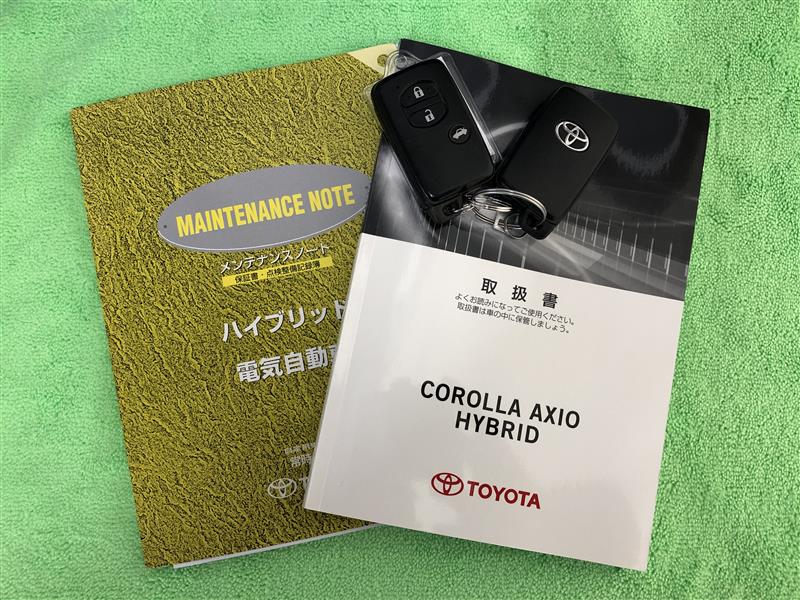 MAINTENANCE NOTE
メンテナンスノート
保証書・点検整備記録簿
ハイブリッド
電気自動
取扱書
よくお読みになってご使用ください。
取扱書は車の中に保管しましょう。
COROLLA AXIO
HYBRID
TOYOTA